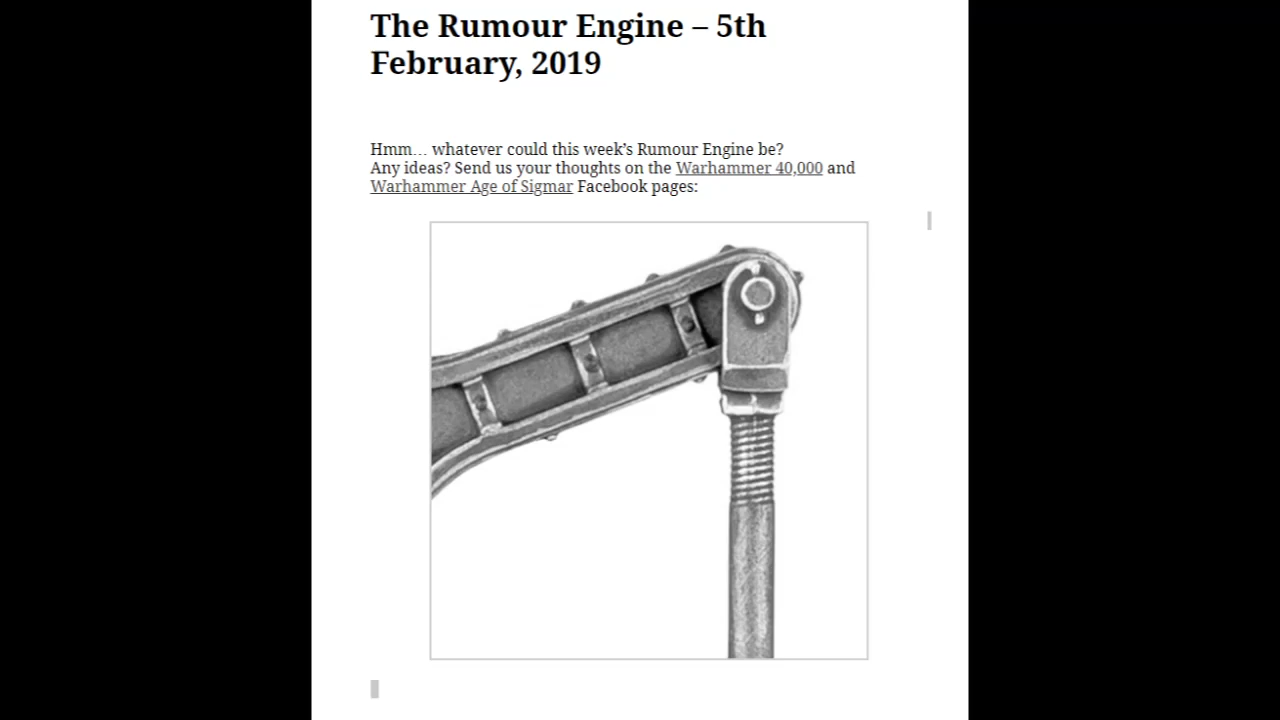 The Rumour Engine – 5th
February, 2019
Hmm… whatever could this week’s Rumour Engine be?
Any ideas? Send us your thoughts on the Warhammer 40,000 and
Warhammer Age of Sigmar Facebook pages: